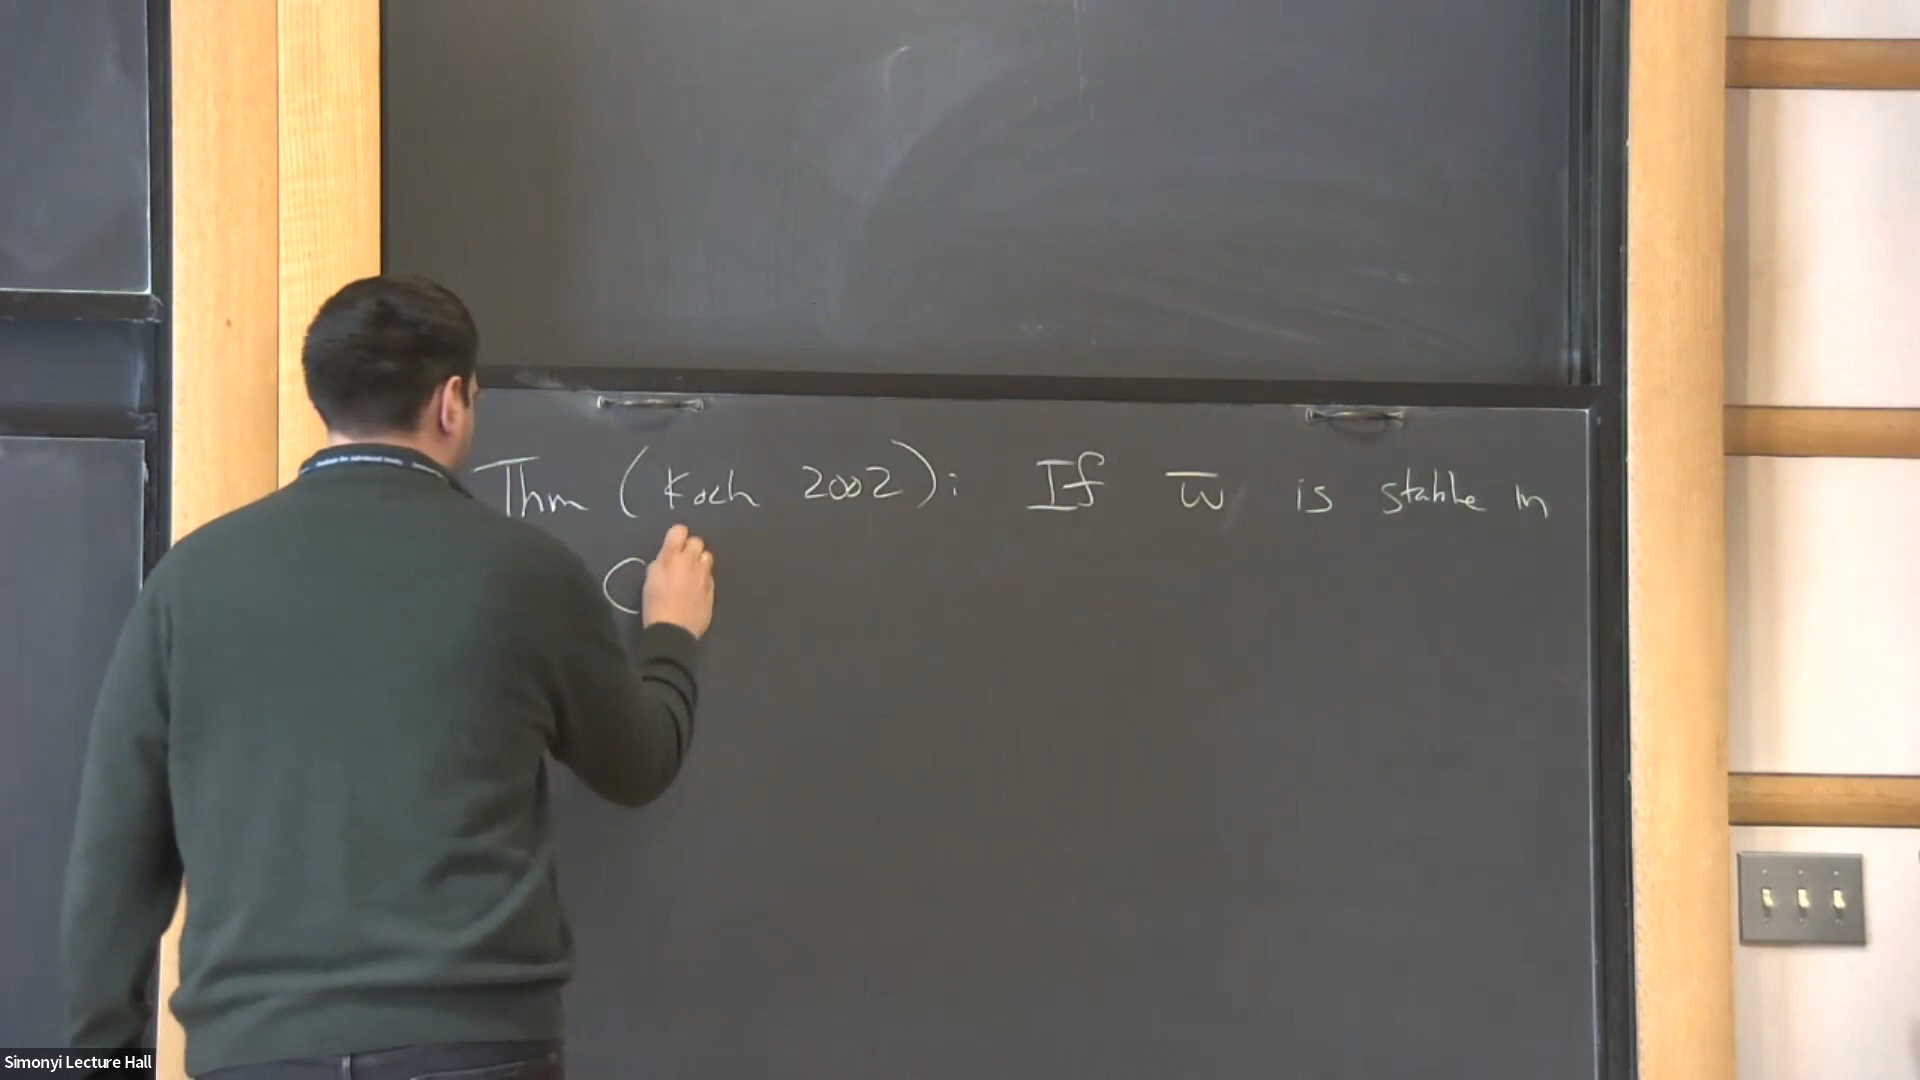 Thm (Koch 2002): If ω̅ is stable in
C
Simonyi Lecture Hall